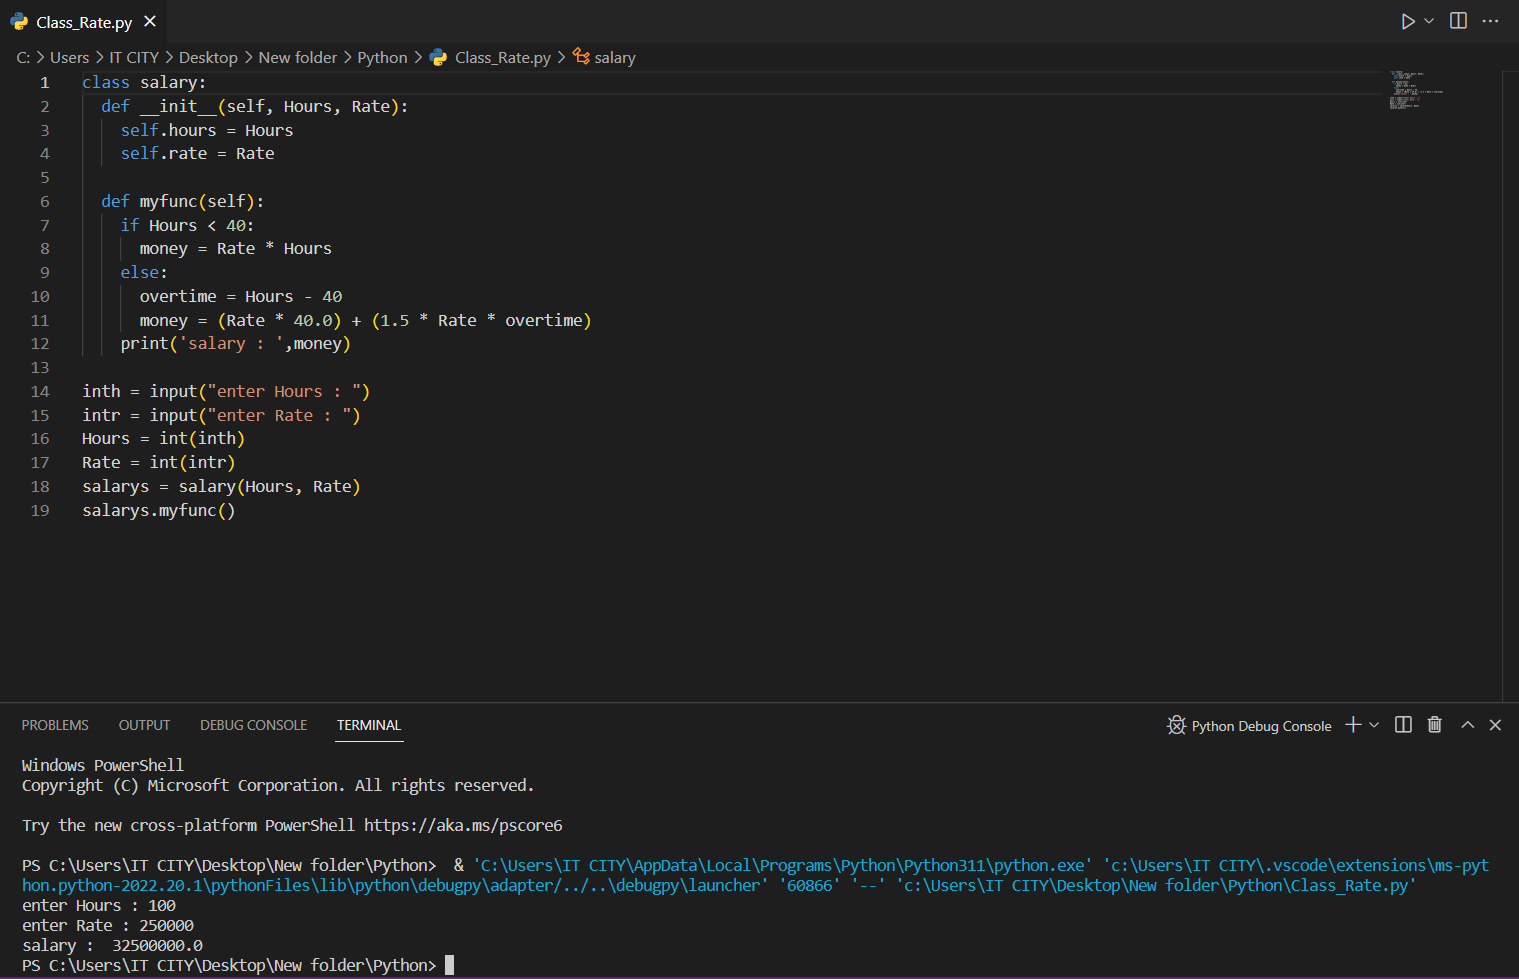 Class_Rate.py
C: > Users > IT CITY > Desktop > New folder > Python > Class_Rate.py > salary
1 class salary:
2   def __init__(self, Hours, Rate):
3     self.hours = Hours
4     self.rate = Rate
5
6   def myfunc(self):
7     if Hours < 40:
8       money = Rate * Hours
9     else:
10       overtime = Hours - 40
11       money = (Rate * 40.0) + (1.5 * Rate * overtime)
12     print('salary : ',money)
13
14 inth = input("enter Hours : ")
15 intr = input("enter Rate : ")
16 Hours = int(inth)
17 Rate = int(intr)
18 salarys = salary(Hours, Rate)
19 salarys.myfunc()
PROBLEMS OUTPUT DEBUG CONSOLE TERMINAL Python Debug Console
Windows PowerShell
Copyright (C) Microsoft Corporation. All rights reserved.
Try the new cross-platform PowerShell https://aka.ms/pscore6
PS C:\Users\IT CITY\Desktop\New folder\Python>  & 'C:\Users\IT CITY\AppData\Local\Programs\Python\Python311\python.exe' 'c:\Users\IT CITY\.vscode\extensions\ms-pyt
hon.python-2022.20.1\pythonFiles\lib\python\debugpy\adapter/../..\debugpy\launcher' '60866' '--' 'c:\Users\IT CITY\Desktop\New folder\Python\Class_Rate.py'
enter Hours : 100
enter Rate : 250000
salary :  32500000.0
PS C:\Users\IT CITY\Desktop\New folder\Python>